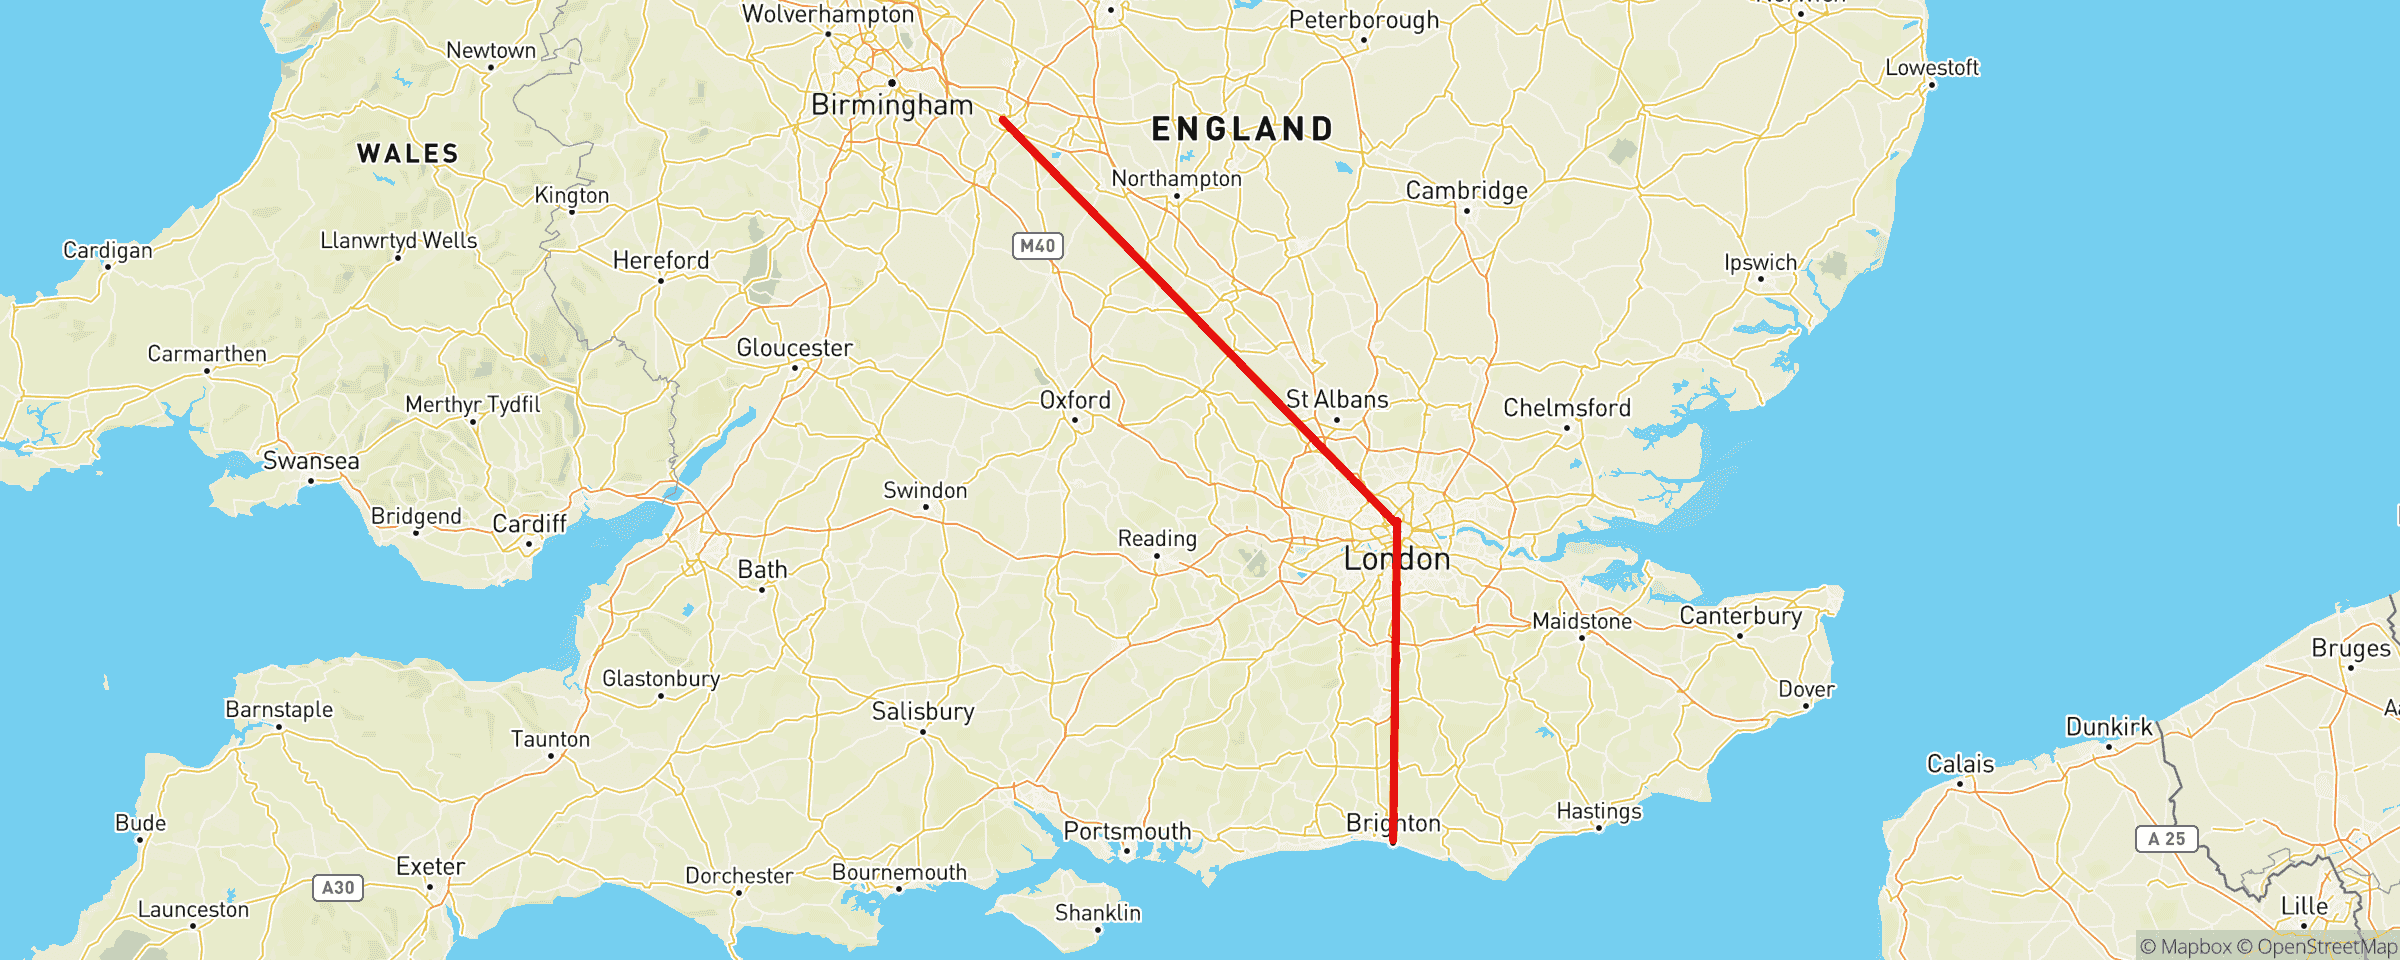 Wolverhampton
Peterborough
Newtown
Lowestoft
Birmingham
ENGLAND
WALES
Northampton
Cambridge
Kington
Llanwrtyd Wells
M40
Cardigan
Hereford
Ipswich
Gloucester
Carmarthen
Oxford
St Albans
Merthyr Tydfil
Chelmsford
Swansea
Swindon
Bridgend
Cardiff
Reading
London
Bath
Maidstone
Canterbury
Bruges
Glastonbury
Dover
Barnstaple
Salisbury
Dunkirk
Taunton
Calais
Hastings
Bude
Brighton
Portsmouth
A 25
Exeter
Bournemouth
Dorchester
A30
Launceston
Shanklin
Lille
© Mapbox © OpenStreetMap